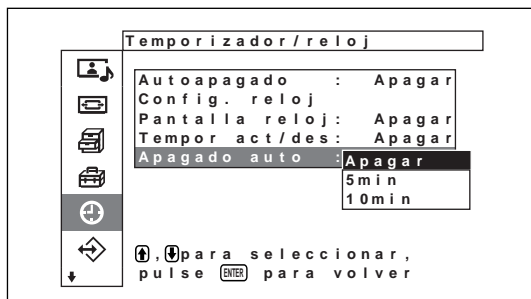 Temporizador/reloj
Autoapagado : Apagar
Config. reloj
Pantalla reloj: Apagar
Tempor act/des: Apagar
Apagado auto : Apagar
5min
10min
, para seleccionar,
pulse ENTER para volver